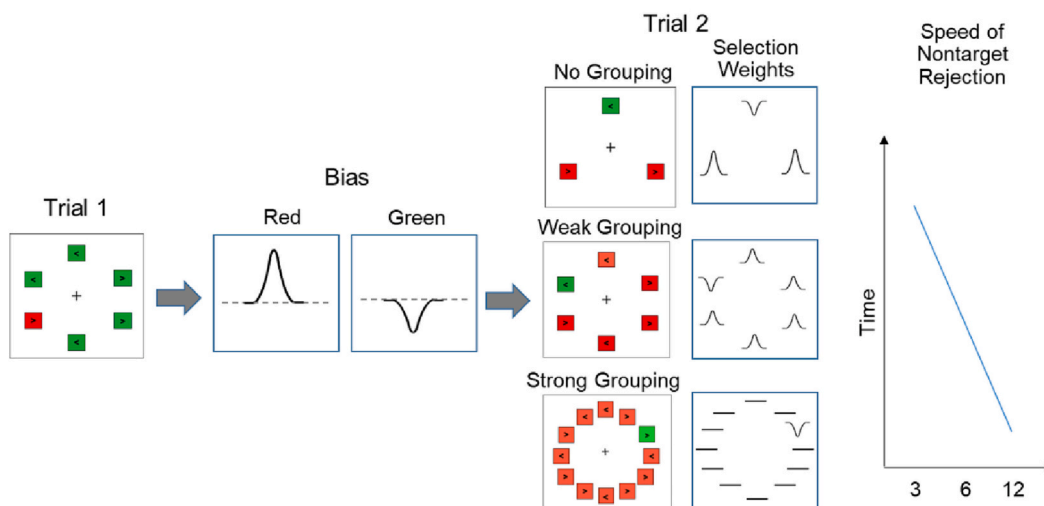 Trial 1
Bias
Red
Green
Trial 2
No Grouping
Selection
Weights
Weak Grouping
Strong Grouping
Speed of
Nontarget
Rejection
Time
3 6 12